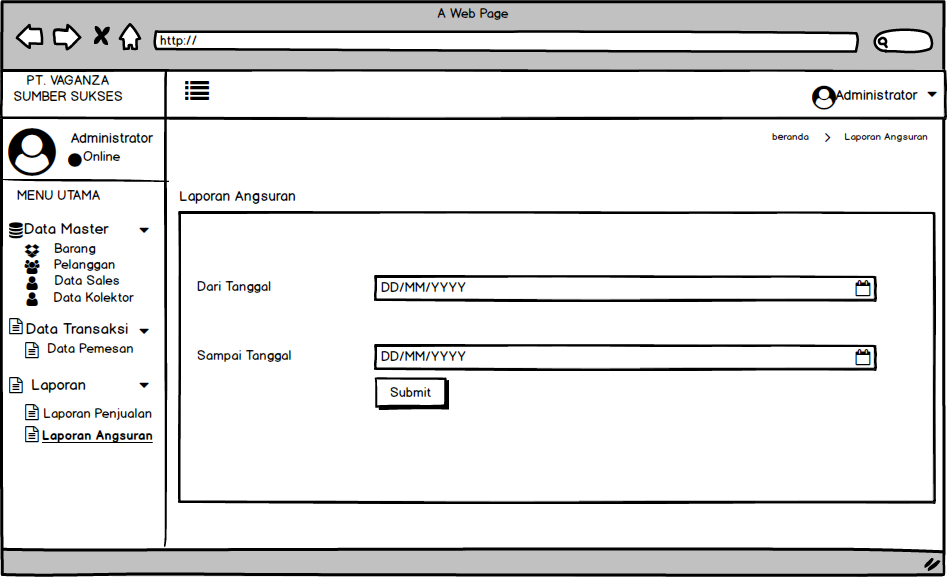 A Web Page
http://
PT. VAGANZA
SUMBER SUKSES
Administrator
Administrator
Online
beranda > Laporan Angsuran
MENU UTAMA
Data Master
Barang
Pelanggan
Data Sales
Data Kolektor
Data Transaksi
Data Pemesan
Laporan
Laporan Penjualan
Laporan Angsuran
Laporan Angsuran
Dari Tanggal
DD/MM/YYYY
Sampai Tanggal
DD/MM/YYYY
Submit